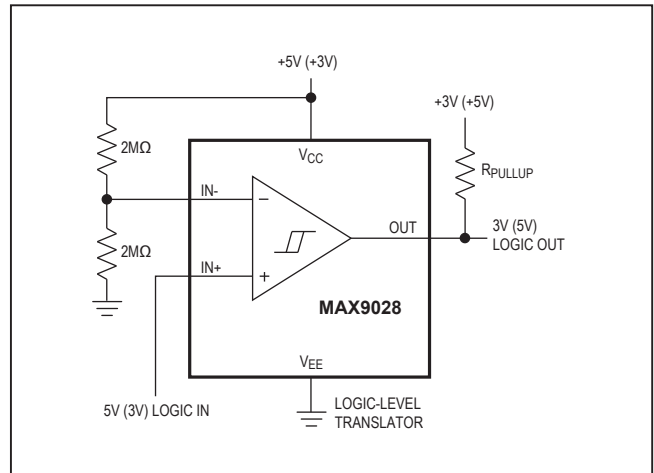 +5V (+3V)
+3V (+5V)
2MΩ
VCC
RPULLUP
IN-
−
OUT
3V (5V)
LOGIC OUT
2MΩ
IN+
+
MAX9028
VEE
5V (3V) LOGIC IN
LOGIC-LEVEL
TRANSLATOR